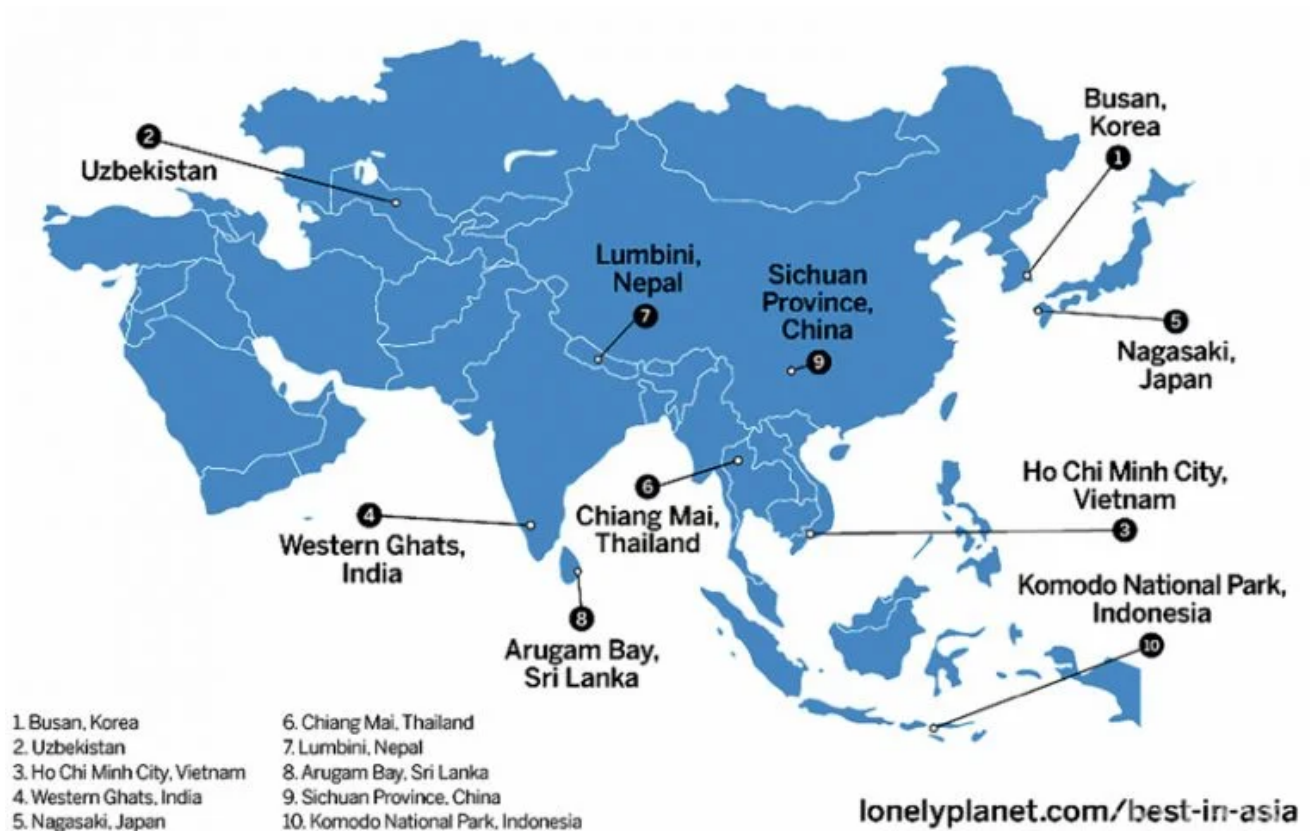 Busan,
Korea
1
2
Uzbekistan
Lumbini,
Nepal
7
Sichuan
Province,
China
9
5
Nagasaki,
Japan
Ho Chi Minh City,
Vietnam
3
6
Chiang Mai,
Thailand
4
Western Ghats,
India
Komodo National Park,
Indonesia
10
8
Arugam Bay,
Sri Lanka
1. Busan, Korea
2. Uzbekistan
3. Ho Chi Minh City, Vietnam
4. Western Ghats, India
5. Nagasaki, Japan
6. Chiang Mai, Thailand
7. Lumbini, Nepal
8. Arugam Bay, Sri Lanka
9. Sichuan Province, China
10. Komodo National Park, Indonesia
lonelyplanet.com/best-in-asia